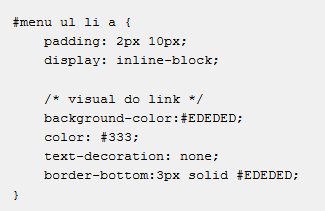 #menu ul li a {
    padding: 2px 10px;
    display: inline-block;

    /* visual do link */
    background-color:#EDEDED;
    color: #333;
    text-decoration: none;
    border-bottom:3px solid #EDEDED;
}